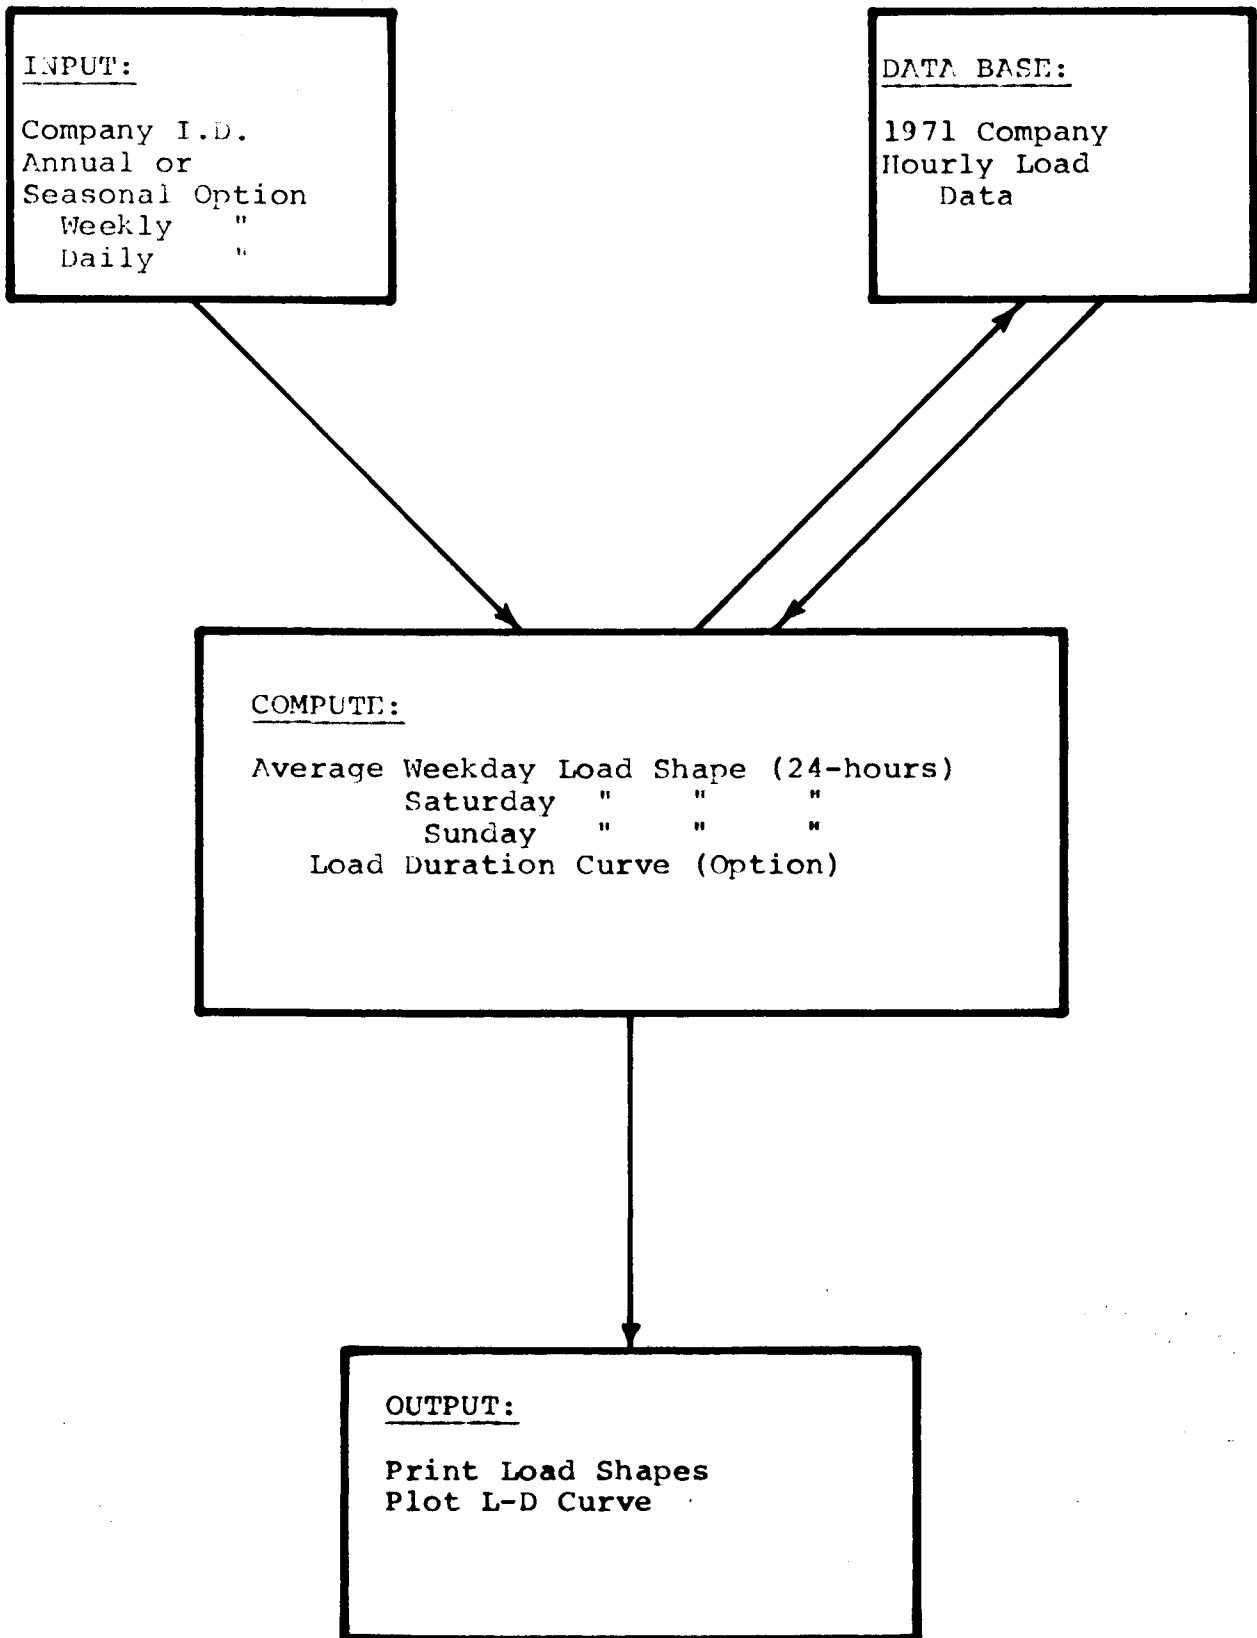 INPUT:
Company I.D.
Annual or
Seasonal Option
Weekly "
Daily "
DATA BASE:
1971 Company
Hourly Load
Data
COMPUTE:
Average Weekday Load Shape (24-hours)
Saturday " " "
Sunday " " "
Load Duration Curve (Option)
OUTPUT:
Print Load Shapes
Plot L-D Curve